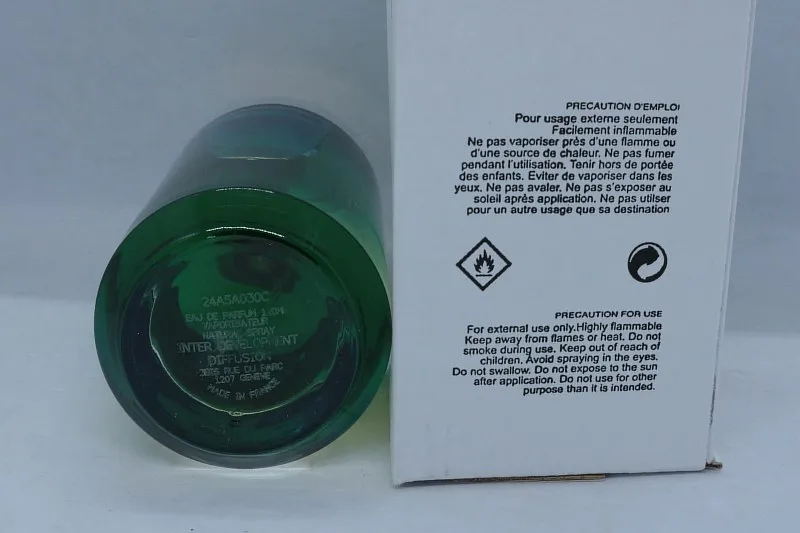 24A5A030C
EAU DE PARFUM
VAPORISATEUR
NATURAL SPRAY
INTER DEVELOPMENT
DIFFUSION
RUE DU PARC
1207 GENEVE
MADE IN FRANCE
PRECAUTION D'EMPLOI
Pour usage externe seulement
Facilement inflammable
Ne pas vaporiser près d'une flamme ou
d'une source de chaleur. Ne pas fumer
pendant l'utilisation. Tenir hors de portée
des enfants. Eviter de vaporiser dans les
yeux. Ne pas avaler. Ne pas s'exposer au
soleil après application. Ne pas utilser
pour un autre usage que sa destination
PRECAUTION FOR USE
For external use only.Highly flammable
Keep away from flames or heat. Do not
smoke during use. Keep out of reach of
children. Avoid spraying in the eyes.
Do not swallow. Do not expose to the sun
after application. Do not use for other
purpose than it is intended.